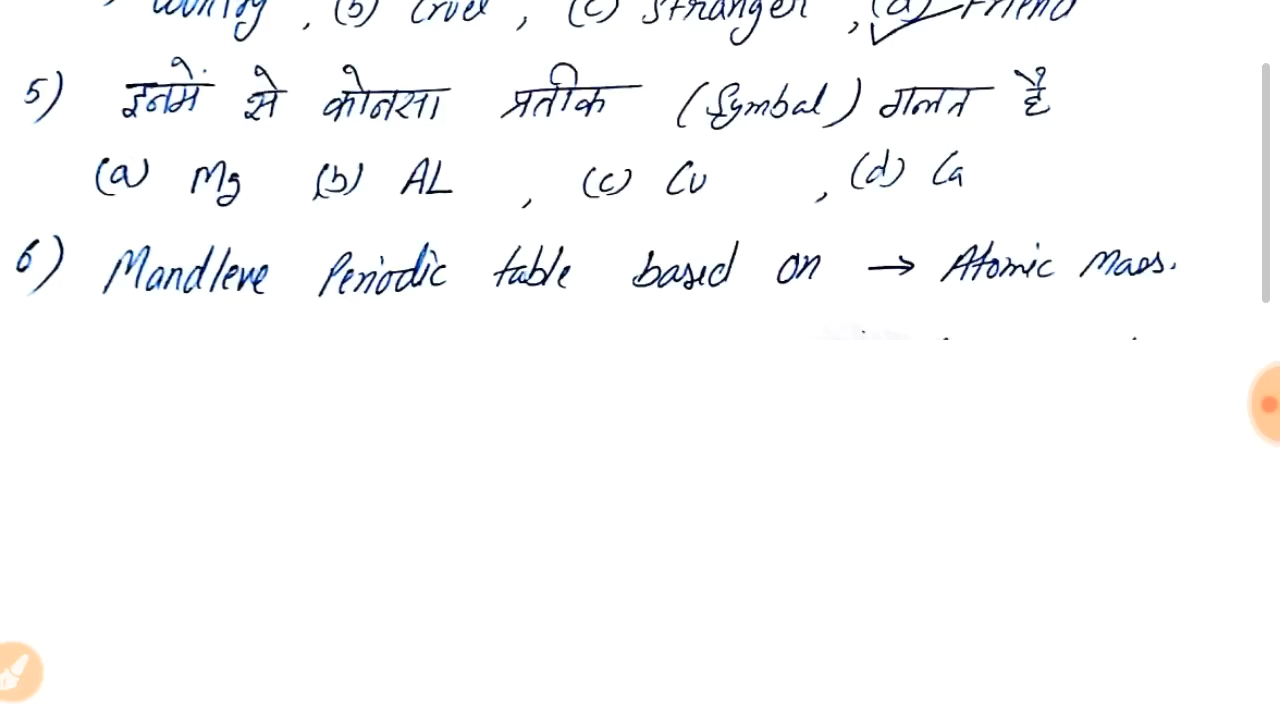 , (b) Cruel , (c) Stranger , (d) Friend
5) इनमें से कोनसा प्रतीक (Symbal) गलत है
(a) Mg (b) AL , (c) Cu , (d) Ca
6) Mandleve Periodic table based on → Atomic Mass.